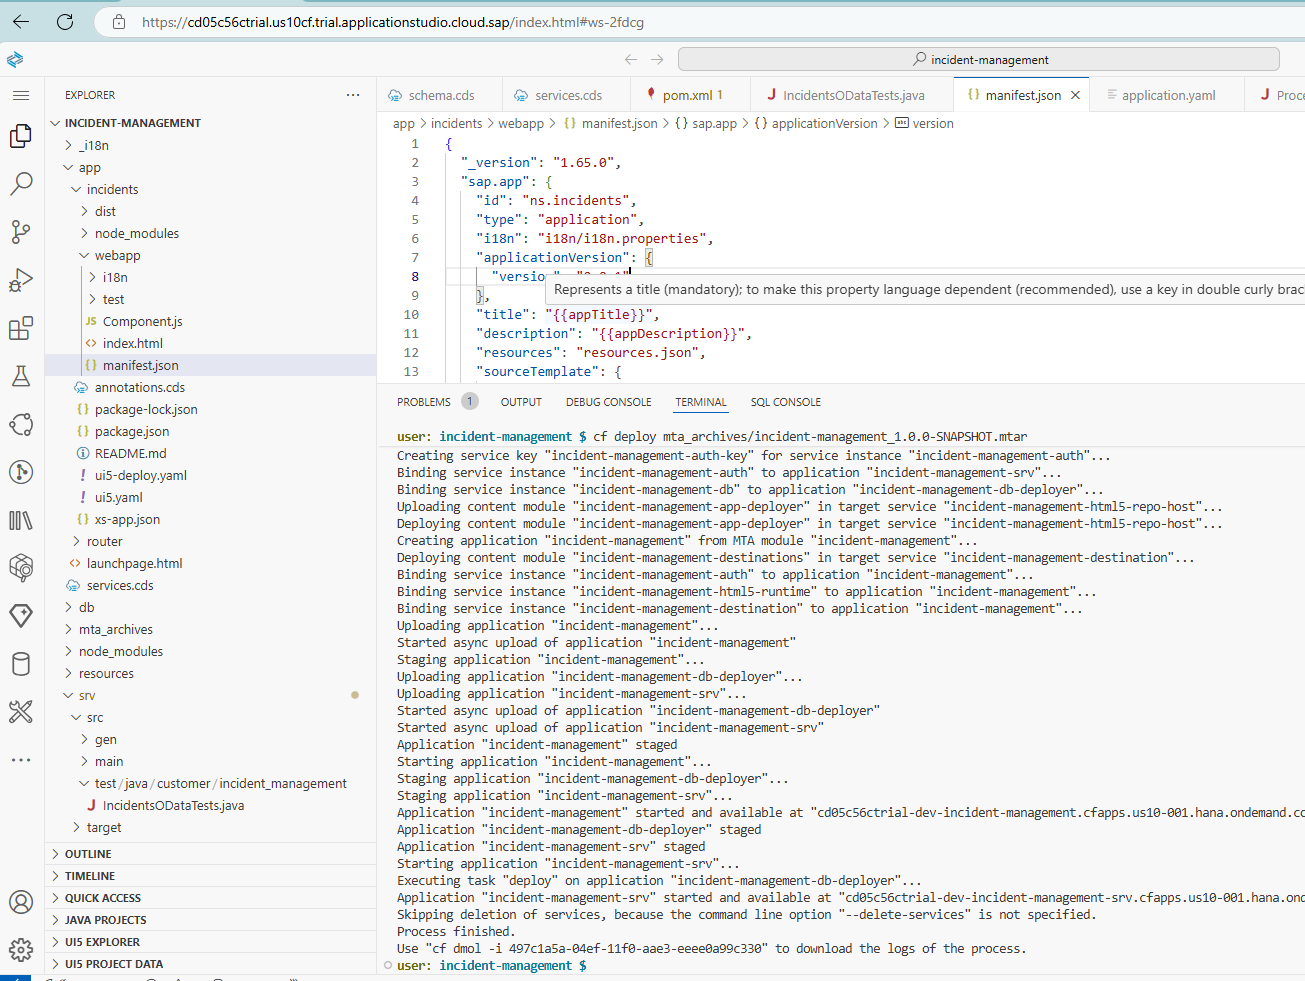 https://cd05c56ctrial.us10cf.trial.applicationstudio.cloud.sap/index.html#ws-2fdcg
incident-management
EXPLORER
INCIDENT-MANAGEMENT
_i18n
app
incidents
dist
node_modules
webapp
i18n
test
JS Component.js
<> index.html
{} manifest.json
annotations.cds
{} package-lock.json
{} package.json
README.md
! ui5-deploy.yaml
! ui5.yaml
{} xs-app.json
router
<> launchpage.html
services.cds
db
mta_archives
node_modules
resources
srv
src
gen
main
test/java/customer/incident_management
J IncidentsODataTests.java
target
OUTLINE
TIMELINE
QUICK ACCESS
JAVA PROJECTS
UI5 EXPLORER
UI5 PROJECT DATA
schema.cds
services.cds
pom.xml 1
J IncidentsODataTests.java
{} manifest.json
application.yaml
J Proce
app > incidents > webapp > {} manifest.json > {} sap.app > {} applicationVersion > abc version
1 {
2 "_version": "1.65.0",
3 "sap.app": {
4 "id": "ns.incidents",
5 "type": "application",
6 "i18n": "i18n/i18n.properties",
7 "applicationVersion": {
8 "version
Represents a title (mandatory); to make this property language dependent (recommended), use a key in double curly brac
9 },
10 "title": "{{appTitle}}",
11 "description": "{{appDescription}}",
12 "resources": "resources.json",
13 "sourceTemplate": {
PROBLEMS 1
OUTPUT
DEBUG CONSOLE
TERMINAL
SQL CONSOLE
user: incident-management $ cf deploy mta_archives/incident-management_1.0.0-SNAPSHOT.mtar
Creating service key "incident-management-auth-key" for service instance "incident-management-auth"...
Binding service instance "incident-management-auth" to application "incident-management-srv"...
Binding service instance "incident-management-db" to application "incident-management-db-deployer"...
Uploading content module "incident-management-app-deployer" in target service "incident-management-html5-repo-host"...
Deploying content module "incident-management-app-deployer" in target service "incident-management-html5-repo-host"...
Creating application "incident-management" from MTA module "incident-management"...
Deploying content module "incident-management-destinations" in target service "incident-management-destination"...
Binding service instance "incident-management-auth" to application "incident-management"...
Binding service instance "incident-management-html5-runtime" to application "incident-management"...
Binding service instance "incident-management-destination" to application "incident-management"...
Uploading application "incident-management"...
Started async upload of application "incident-management"
Staging application "incident-management"...
Uploading application "incident-management-db-deployer"...
Uploading application "incident-management-srv"...
Started async upload of application "incident-management-db-deployer"
Started async upload of application "incident-management-srv"
Application "incident-management" staged
Starting application "incident-management"...
Staging application "incident-management-db-deployer"...
Staging application "incident-management-srv"...
Application "incident-management" started and available at "cd05c56ctrial-dev-incident-management.cfapps.us10-001.hana.ondemand.co
Application "incident-management-db-deployer" staged
Application "incident-management-srv" staged
Starting application "incident-management-srv"...
Executing task "deploy" on application "incident-management-db-deployer"...
Application "incident-management-srv" started and available at "cd05c56ctrial-dev-incident-management-srv.cfapps.us10-001.hana.ond
Skipping deletion of services, because the command line option "--delete-services" is not specified.
Process finished.
Use "cf dmol -i 497c1a5a-04ef-11f0-aae3-eeee0a99c330" to download the logs of the process.
user: incident-management $